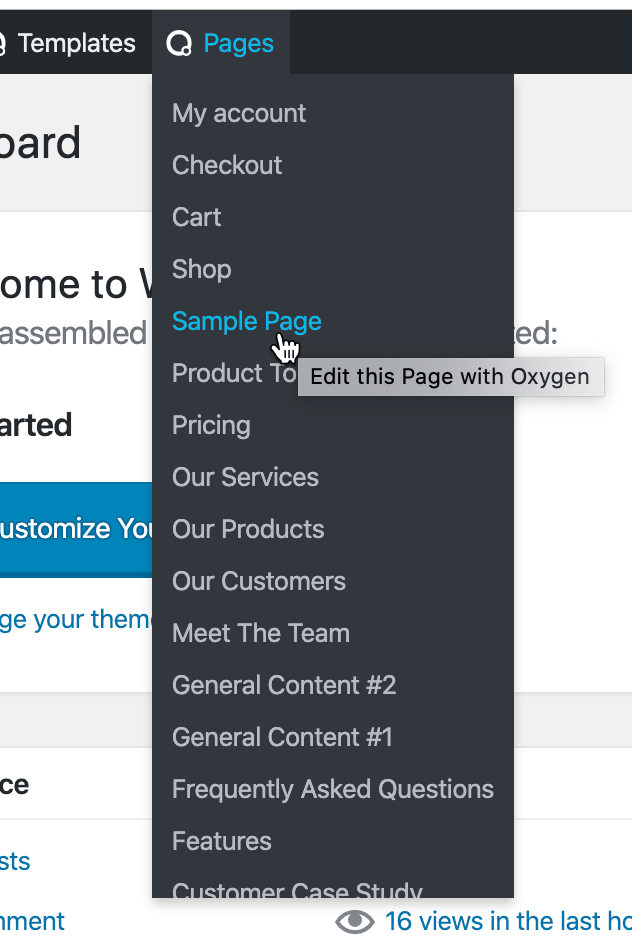 Templates
Pages
oard
My account
Checkout
Cart
Shop
ome to W
assembled
ted:
Sample Page
Edit this Page with Oxygen
Product To
arted
Pricing
Our Services
Our Products
ustomize You
Our Customers
ge your theme
Meet The Team
General Content #2
General Content #1
ce
Frequently Asked Questions
Features
sts
Customer Case Study
nment
16 views in the last ho